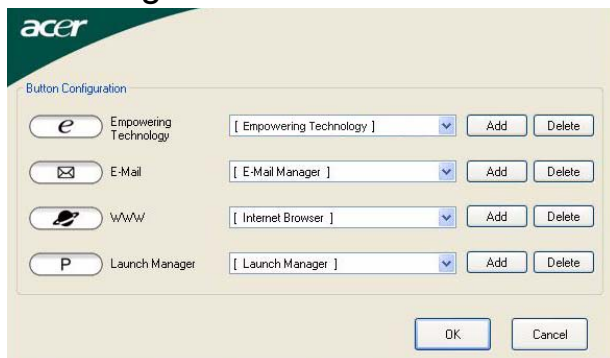 acer
Button Configuration
e Empowering Technology [ Empowering Technology ] Add Delete
E-Mail [ E-Mail Manager ] Add Delete
WWW [ Internet Browser ] Add Delete
P Launch Manager [ Launch Manager ] Add Delete
OK Cancel